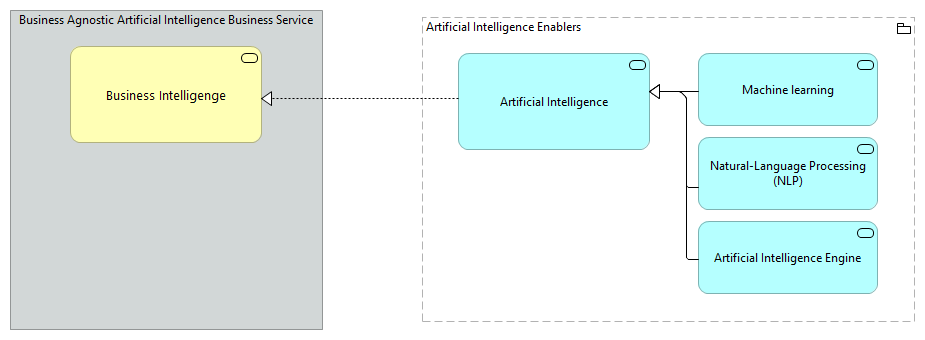 Business Agnostic Artificial Intelligence Business Service
Business Intelligenge
Artificial Intelligence Enablers
Artificial Intelligence
Machine learning
Natural-Language Processing
(NLP)
Artificial Intelligence Engine